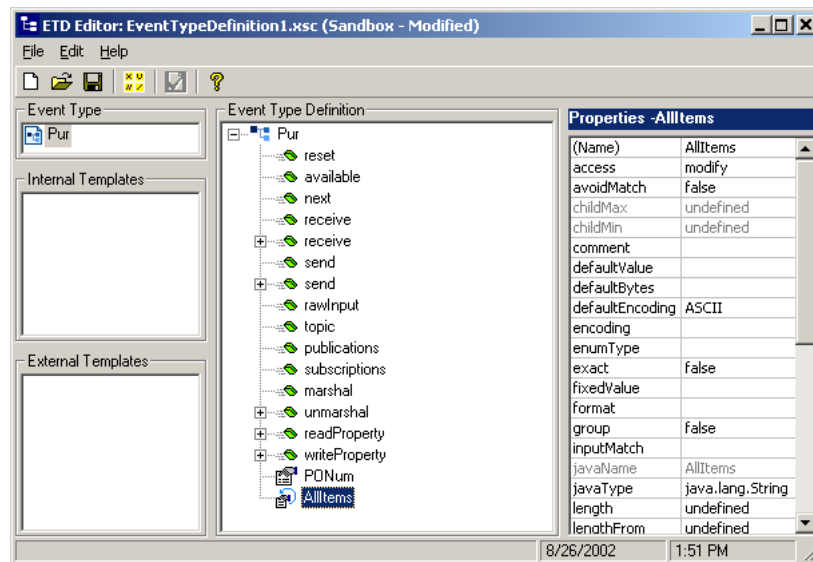 ETD Editor: EventTypeDefinition1.xsc (Sandbox - Modified)
File Edit Help
Event Type
Pur
Internal Templates
External Templates
Event Type Definition
Pur
reset
available
next
receive
receive
send
send
rawInput
topic
publications
subscriptions
marshal
unmarshal
readProperty
writeProperty
PONum
AllItems
Properties -AllItems
(Name) AllItems
access modify
avoidMatch false
childMax undefined
childMin undefined
comment
defaultValue
defaultBytes
defaultEncoding ASCII
encoding
enumType
exact false
fixedValue
format
group false
inputMatch
javaName AllItems
javaType java.lang.String
length undefined
lengthFrom undefined
8/26/2002 1:51 PM